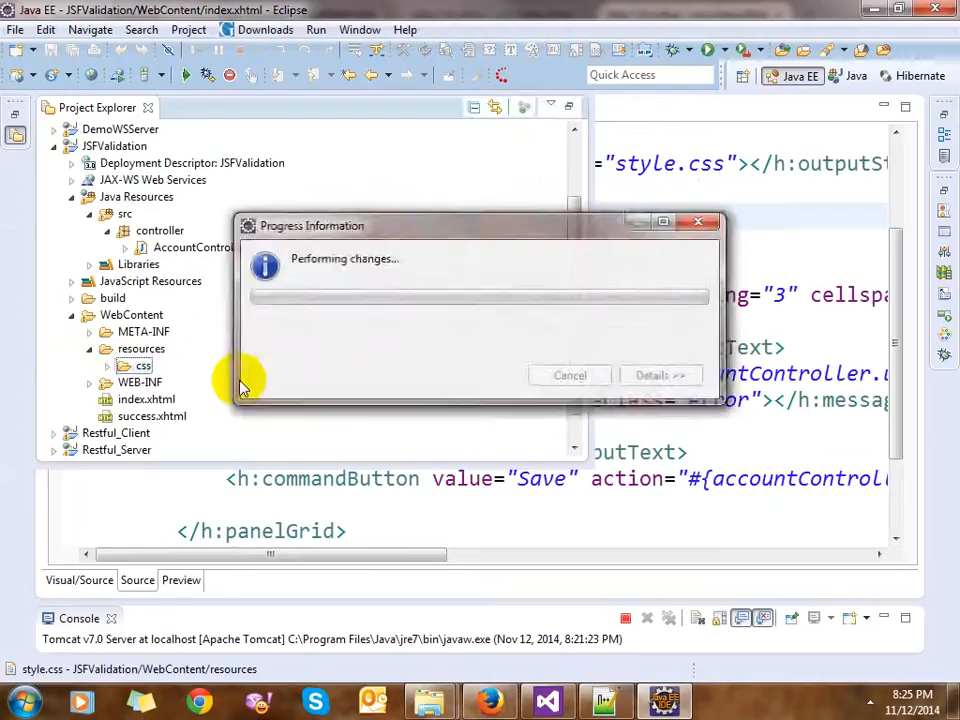 Java EE - JSFValidation/WebContent/index.xhtml - Eclipse
File Edit Navigate Search Project Downloads Run Window Help
Quick Access
Java EE
Java
Hibernate
Project Explorer
DemoWSServer
JSFValidation
Deployment Descriptor: JSFValidation
JAX-WS Web Services
Java Resources
src
controller
AccountContro
Libraries
JavaScript Resources
build
WebContent
META-INF
resources
css
WEB-INF
index.xhtml
success.xhtml
Restful_Client
Restful_Server
="style.css"></h:outputSt
ng="3" cellspa
Text>
untController.u
"></h:messag
putText>
<h:commandButton value="Save" action="#{accountControll
</h:panelGrid>
Progress Information
Performing changes...
Cancel
Details >>
Visual/Source Source Preview
Console
Tomcat v7.0 Server at localhost [Apache Tomcat] C:\Program Files\Java\jre7\bin\javaw.exe (Nov 12, 2014, 8:21:23 PM)
style.css - JSFValidation/WebContent/resources
8:25 PM
11/12/2014